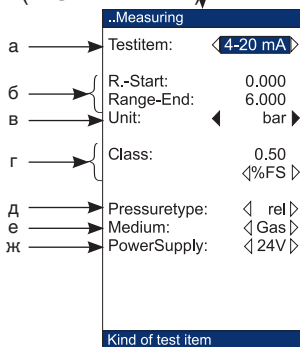 ..Measuring
а Testitem: 4-20 mA
б R.-Start: 0.000
Range-End: 6.000
в Unit: bar
г Class: 0.50
%FS
д Pressuretype: rel
е Medium: Gas
ж PowerSupply: 24V
Kind of test item